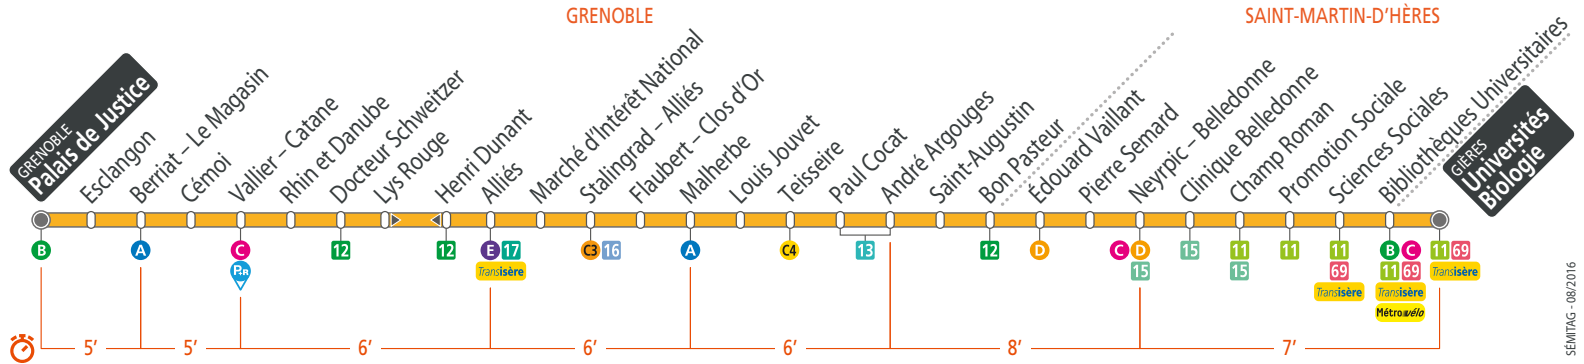 GRENOBLE
SAINT-MARTIN-D'HÈRES
GRENOBLE
Palais de Justice
Esclangon
Berriat – Le Magasin
Cémoi
Vallier – Catane
Rhin et Danube
Docteur Schweitzer
Lys Rouge
Henri Dunant
Alliés
Marché d'Intérêt National
Stalingrad – Alliés
Flaubert – Clos d'Or
Malherbe
Louis Jouvet
Teisseire
Paul Cocat
André Argouges
Saint-Augustin
Bon Pasteur
Édouard Vaillant
Pierre Semard
Neyrpic – Belledonne
Clinique Belledonne
Champ Roman
Promotion Sociale
Sciences Sociales
Bibliothèques Universitaires
GIÈRES
Universités
Biologie
B
A
C
P+R
12
12
E 17
Transisère
C3 16
A
C4
13
12
D
C D
15
15
11
15
11
11
69
Transisère
B C
11 69
Transisère
Métrovélo
11 69
Transisère
5’
5’
6’
6’
6’
8’
7’
SÉMITAG - 08/2016